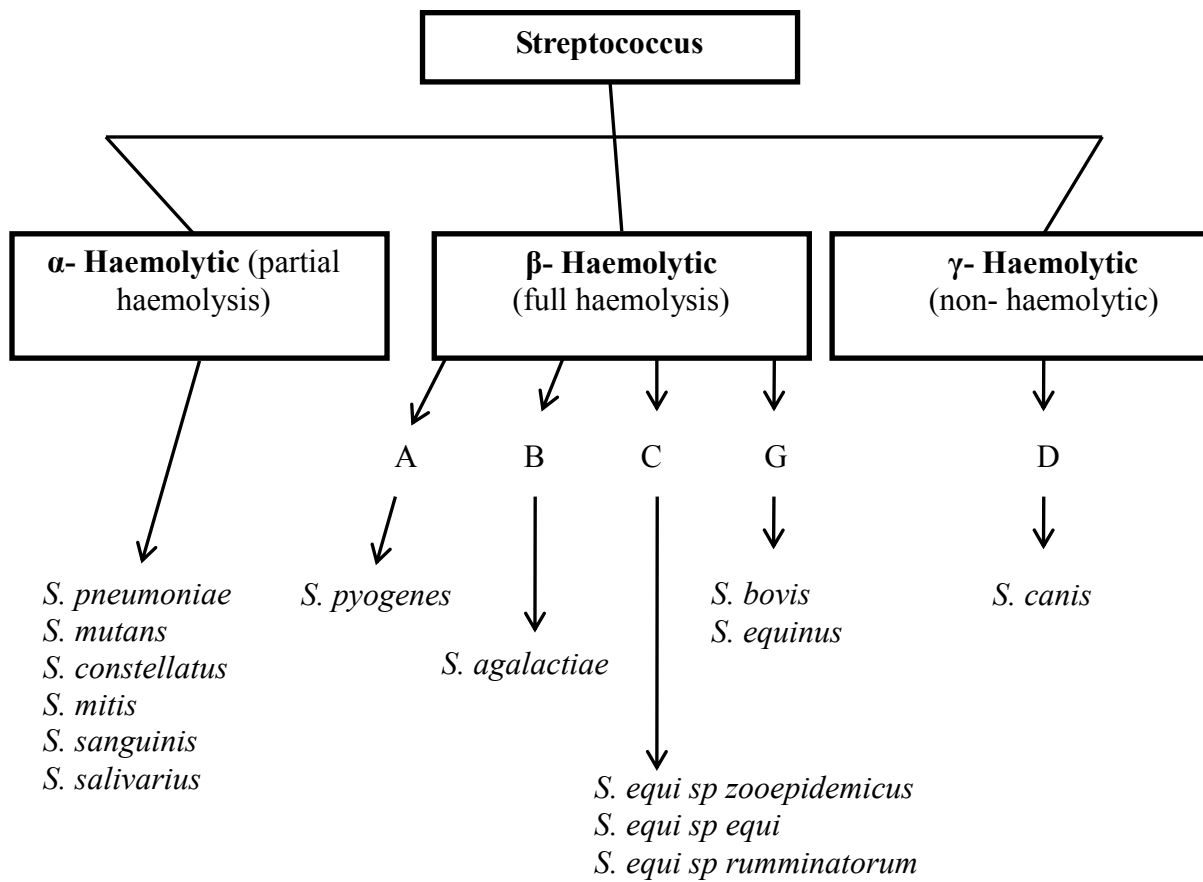 Streptococcus
α- Haemolytic (partial
haemolysis)
β- Haemolytic
(full haemolysis)
γ- Haemolytic
(non- haemolytic)
A
B
C
G
D
S. pneumoniae
S. mutans
S. constellatus
S. mitis
S. sanguinis
S. salivarius
S. pyogenes
S. agalactiae
S. equi sp zooepidemicus
S. equi sp equi
S. equi sp rumminatorum
S. bovis
S. equinus
S. canis